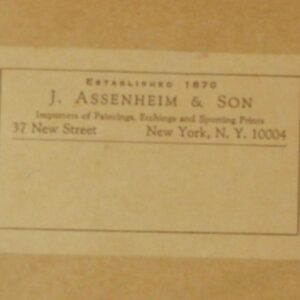 ESTABLISHED 1870
J. ASSENHEIM & SON
Importers of Paintings, Etchings and Sporting Prints
37 New Street New York, N. Y. 10004